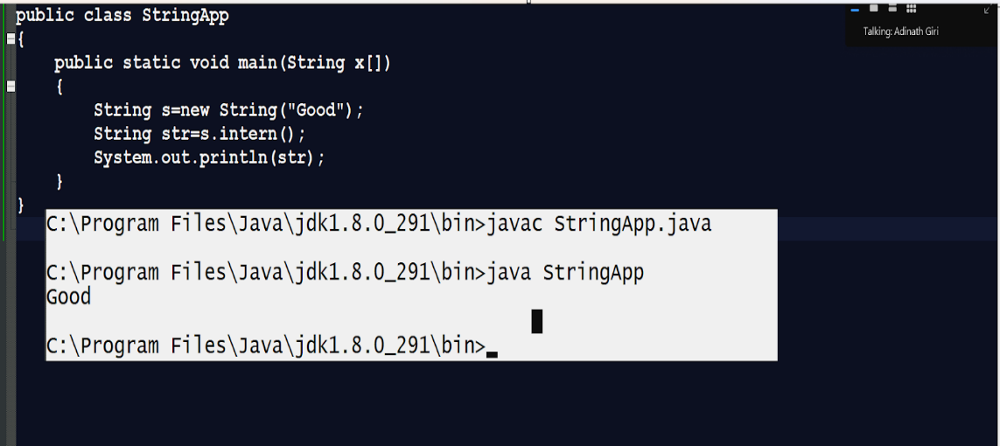 public class StringApp
Talking: Adinath Giri
{
public static void main(String x[])
{
String s=new String("Good");
String str=s.intern();
System.out.println(str);
}
}
C:\Program Files\Java\jdk1.8.0_291\bin>javac StringApp.java
C:\Program Files\Java\jdk1.8.0_291\bin>java StringApp
Good
C:\Program Files\Java\jdk1.8.0_291\bin>